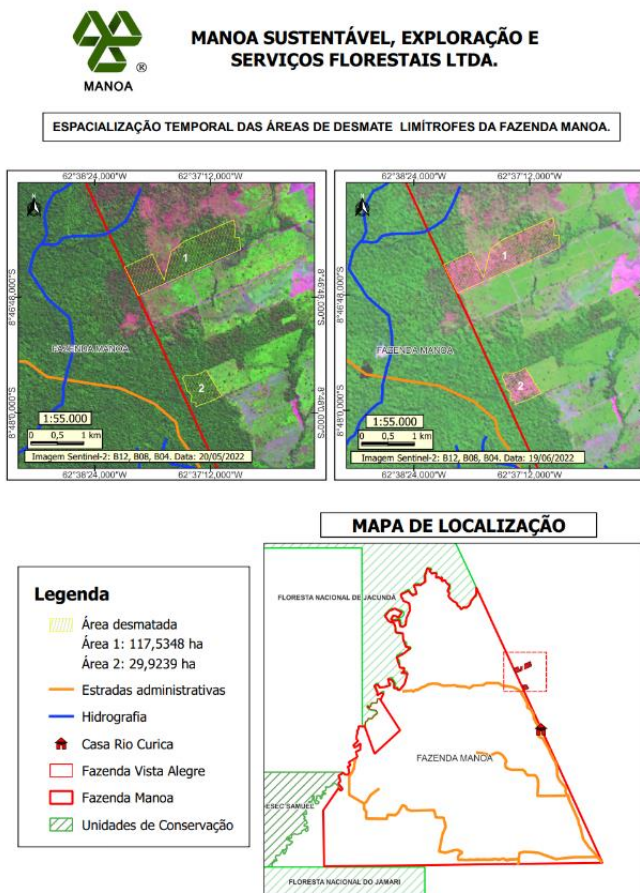 MANOA SUSTENTÁVEL, EXPLORAÇÃO E
SERVIÇOS FLORESTAIS LTDA.
®
MANOA
ESPACIALIZAÇÃO TEMPORAL DAS ÁREAS DE DESMATE LIMÍTROFES DA FAZENDA MANOA.
62°38'24,000"W 62°37'12,000"W
N
1
8°46'48,000"S
FAZENDA MANOA
2
8°48'0,000"S
1:55.000
0 0,5 1 km
Imagem Sentinel-2: B12, B08, B04. Data: 20/05/2022
62°38'24,000"W 62°37'12,000"W
62°38'24,000"W 62°37'12,000"W
N
1
8°46'48,000"S
FAZENDA MANOA
2
8°48'0,000"S
1:55.000
0 0,5 1 km
Imagem Sentinel-2: B12, B08, B04. Data: 19/06/2022
62°38'24,000"W 62°37'12,000"W
MAPA DE LOCALIZAÇÃO
Legenda
Área desmatada
Área 1: 117,5348 ha
Área 2: 29,9239 ha
Estradas administrativas
Hidrografia
Casa Rio Curica
Fazenda Vista Alegre
Fazenda Manoa
Unidades de Conservação
FLORESTA NACIONAL DE JACUNDÁ
FAZENDA MANOA
ESEC SAMUEL
FLORESTA NACIONAL DO JAMARI